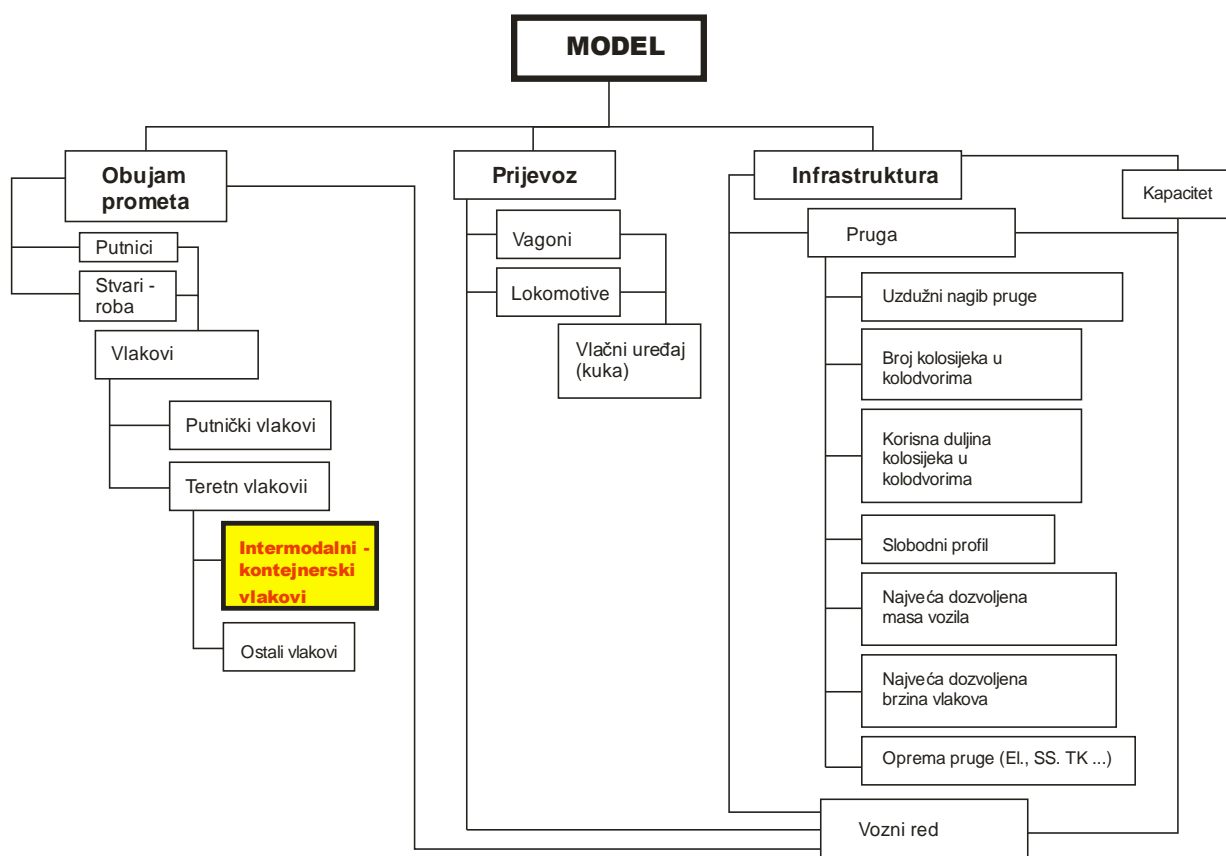 MODEL
Obujam
prometa
Prijevoz
Infrastruktura
Kapacitet
Putnici
Stvari -
roba
Vlakovi
Putnički vlakovi
Teretn vlakovii
Intermodalni -
kontejnerski
vlakovi
Ostali vlakovi
Vagoni
Lokomotive
Vlačni uređaj
(kuka)
Pruga
Uzdužni nagib pruge
Broj kolosijeka u
kolodvorima
Korisna duljina
kolosijeka u
kolodvorima
Slobodni profil
Najveća dozvoljena
masa vozila
Najveća dozvoljena
brzina vlakova
Oprema pruge (El., SS. TK ...)
Vozni red